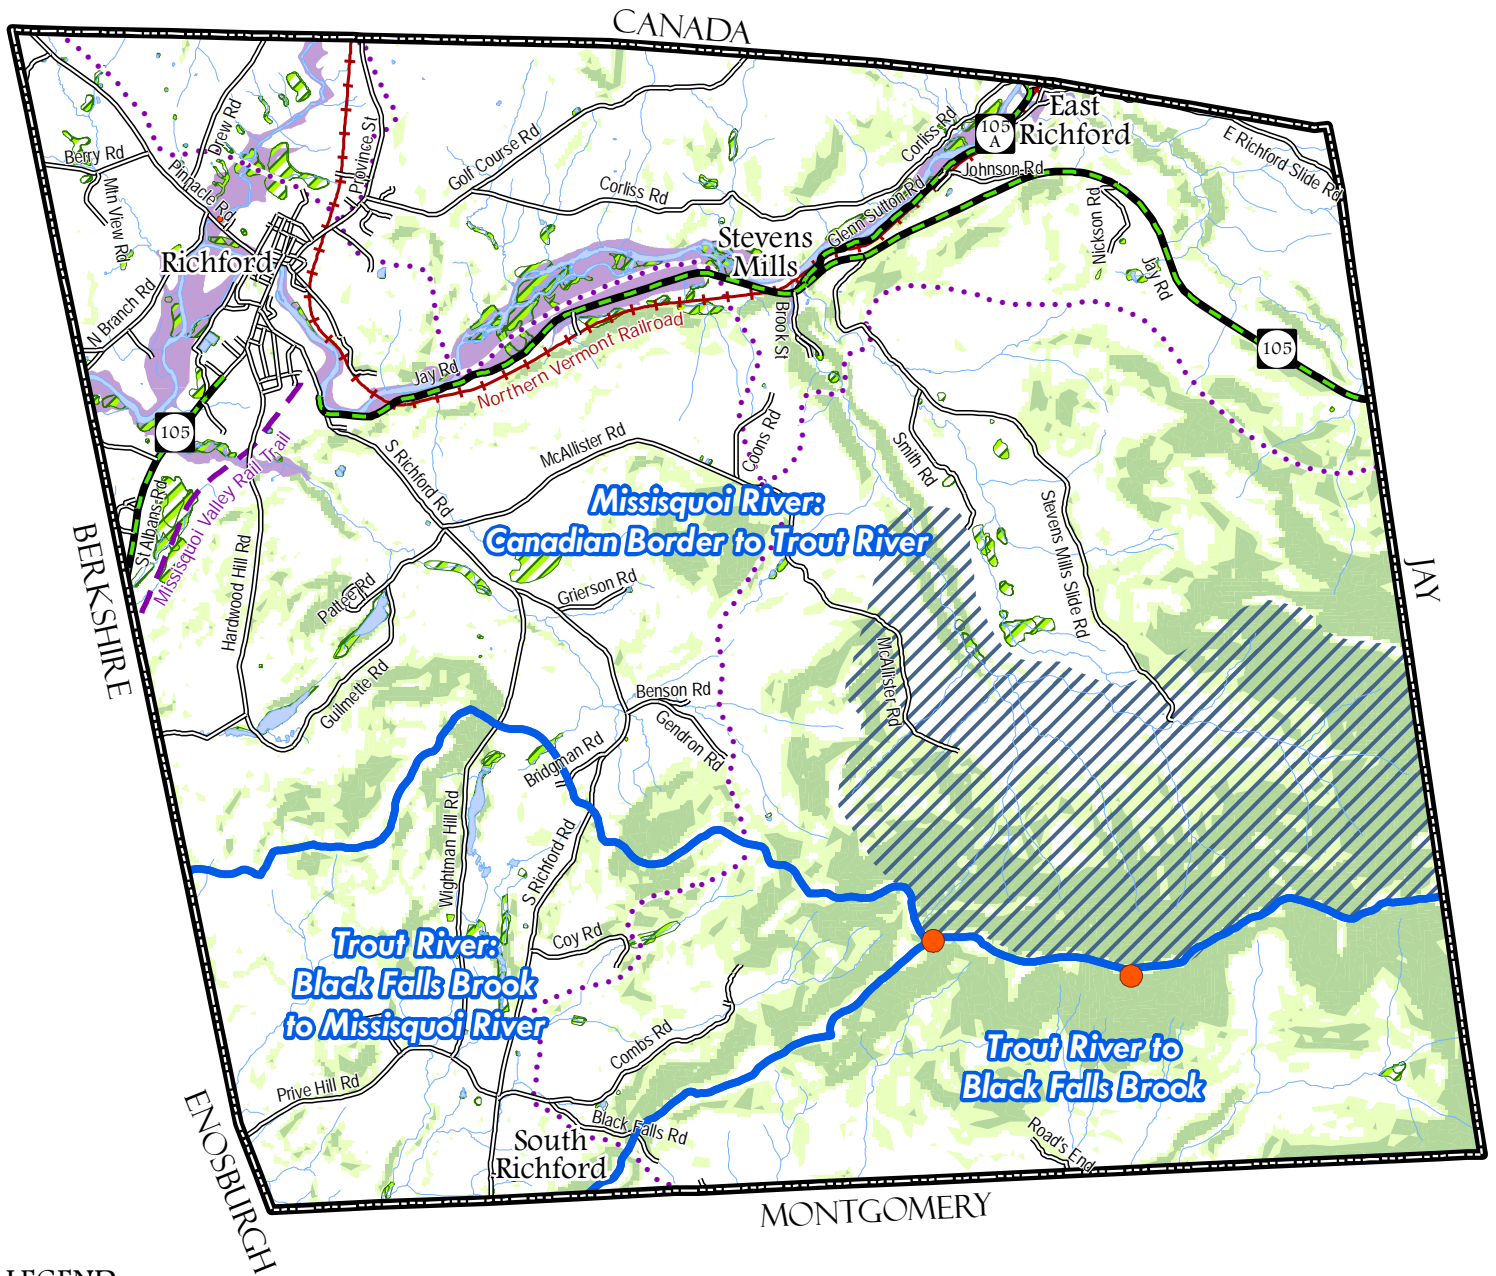 CANADA
East
Richford
105
A
E Richford Slide Rd
Drew Rd
Province St
Corliss Rd
Berry Rd
Golf Course Rd
Johnson Rd
Pinnacle Rd
Mtn View Rd
Corliss Rd
Glenn Sutton Rd
Nickson Rd
Stevens
Mills
Richford
Jay Rd
N Branch Rd
Brook St
Northern Vermont Railroad
105
Jay Rd
105
S Richford Rd
McAllister Rd
Coons Rd
Smith Rd
St Albans Rd
Missisquoi Valley Rail Trail
Missisquoi River:
Canadian Border to Trout River
Stevens Mills Slide Rd
BERKSHIRE
JAY
Hardwood Hill Rd
Pattee Rd
Grierson Rd
McAllister Rd
Guilmette Rd
Benson Rd
Gendron Rd
Bridgman Rd
Wightman Hill Rd
S Richford Rd
Coy Rd
Trout River:
Black Falls Brook
to Missisquoi River
Combs Rd
Trout River to
Black Falls Brook
Prive Hill Rd
Black Falls Rd
South
Richford
Road's End
ENOSBURGH
MONTGOMERY
LEGEND